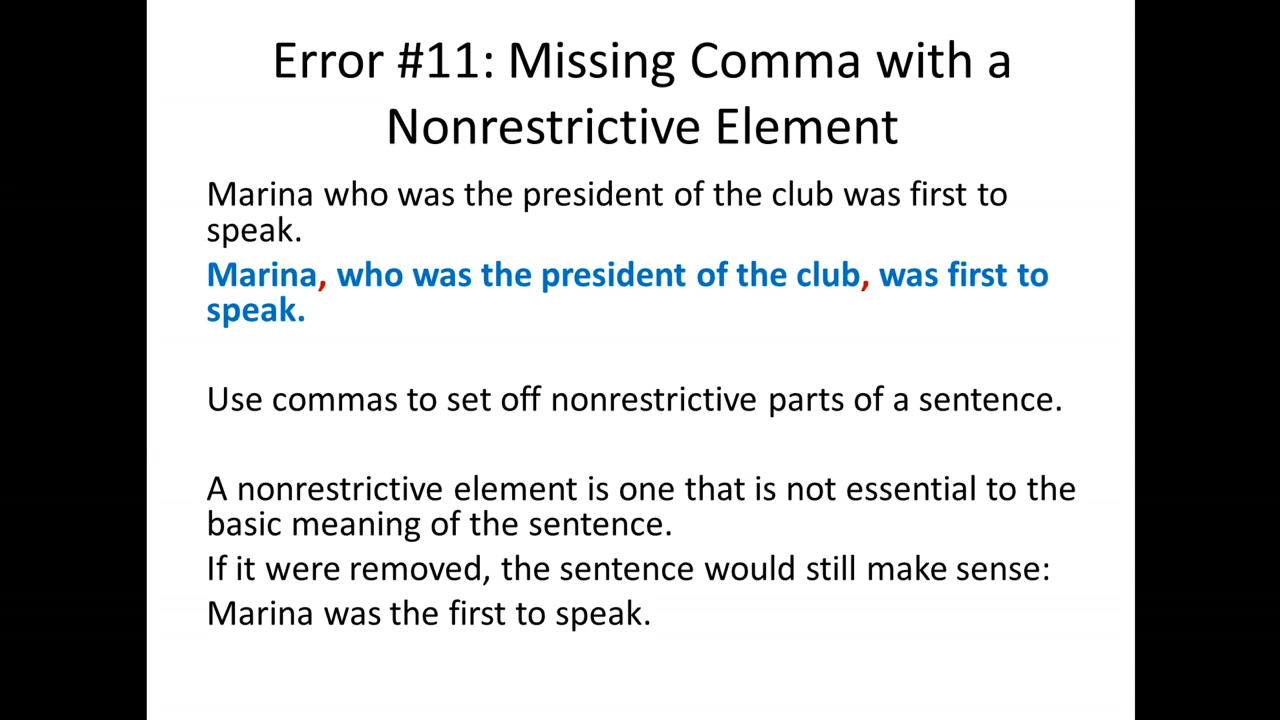 Error #11: Missing Comma with a
Nonrestrictive Element
Marina who was the president of the club was first to
speak.
Marina, who was the president of the club, was first to
speak.
Use commas to set off nonrestrictive parts of a sentence.
A nonrestrictive element is one that is not essential to the
basic meaning of the sentence.
If it were removed, the sentence would still make sense:
Marina was the first to speak.